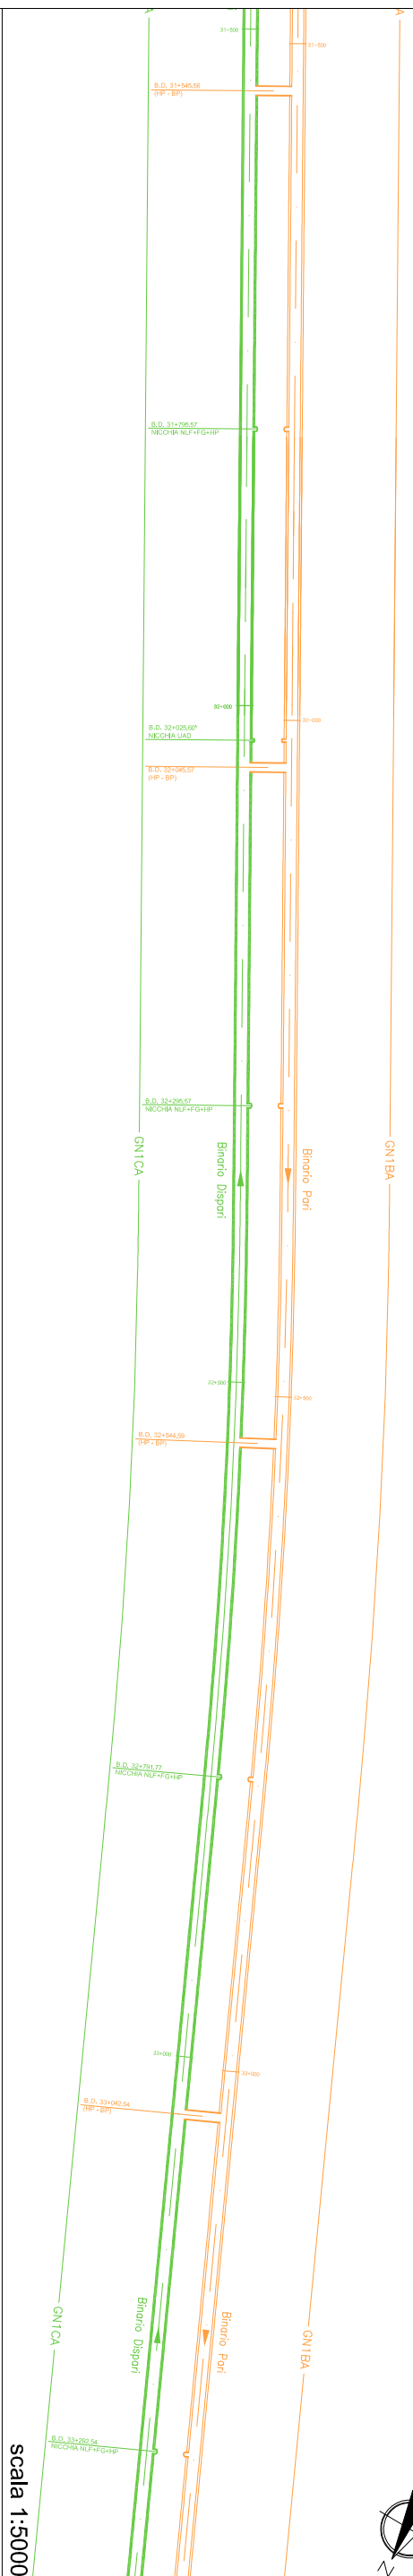 A
A
31+500
31+500
B.D. 31+545,58
(HP - BP)
B.D. 31+795,57
NICCHIA NLF+FG+HP
32+000
32+000
B.D. 32+025,60*
NICCHIA UAD
B.D. 32+045,57
(HP - BP)
B.D. 32+295,57
NICCHIA NLF+FG+HP
GN1CA
Binario Dispari
Binario Pari
GN1BA
32+500
32+500
B.D. 32+544,59
(HP - BP)
B.D. 32+791,77
NICCHIA NLF+FG+HP
33+000
33+000
B.D. 33+042,54
(HP - BP)
GN1CA
Binario Dispari
Binario Pari
GN1BA
B.D. 33+292,54
NICCHIA NLF+FG+HP
scala 1:5000
N